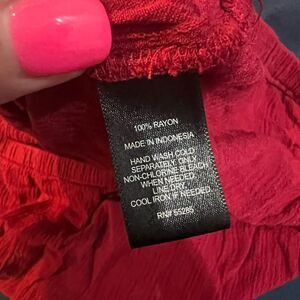 100% RAYON
MADE IN INDONESIA
HAND WASH COLD
SEPARATELY. ONLY
NON-CHLORINE BLEACH
WHEN NEEDED.
LINE DRY.
COOL IRON IF NEEDED
RN# 55285